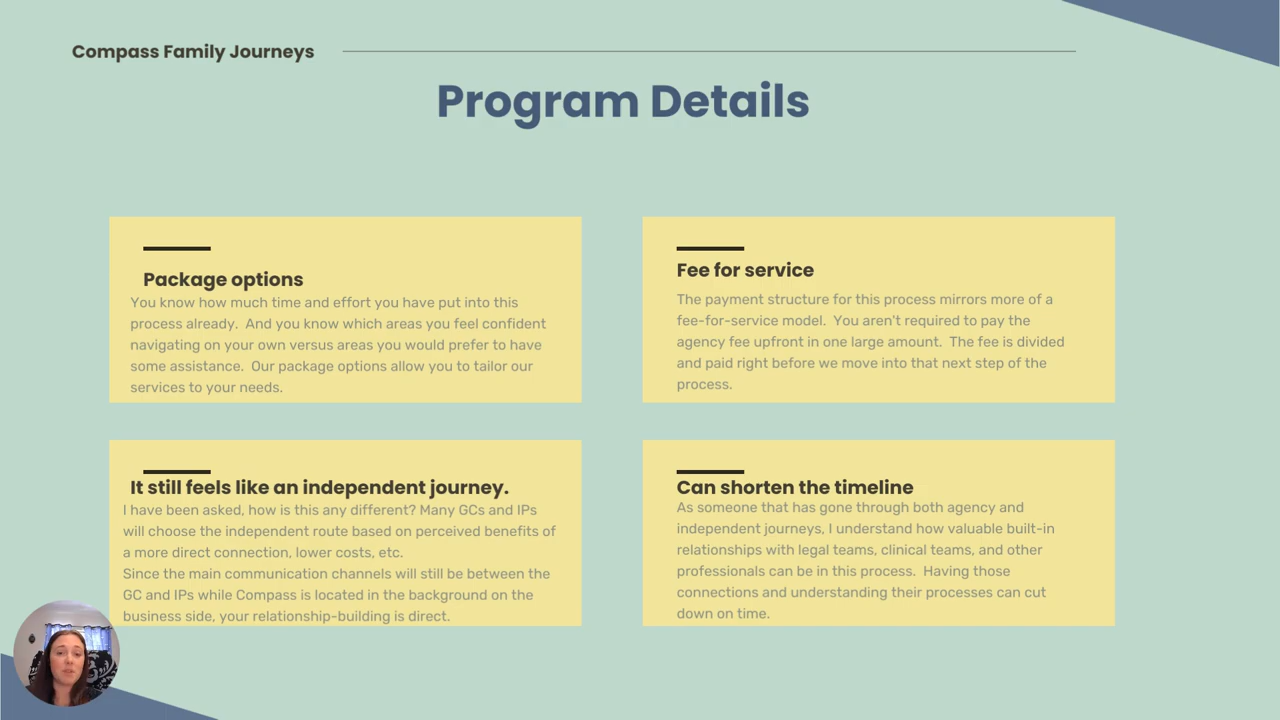 Compass Family Journeys
Program Details
Package options
You know how much time and effort you have put into this
process already.  And you know which areas you feel confident
navigating on your own versus areas you would prefer to have
some assistance.  Our package options allow you to tailor our
services to your needs.
Fee for service
The payment structure for this process mirrors more of a
fee-for-service model.  You aren't required to pay the
agency fee upfront in one large amount.  The fee is divided
and paid right before we move into that next step of the
process.
It still feels like an independent journey.
I have been asked, how is this any different? Many GCs and IPs
will choose the independent route based on perceived benefits of
a more direct connection, lower costs, etc.
Since the main communication channels will still be between the
GC and IPs while Compass is located in the background on the
business side, your relationship-building is direct.
Can shorten the timeline
As someone that has gone through both agency and
independent journeys, I understand how valuable built-in
relationships with legal teams, clinical teams, and other
professionals can be in this process.  Having those
connections and understanding their processes can cut
down on time.